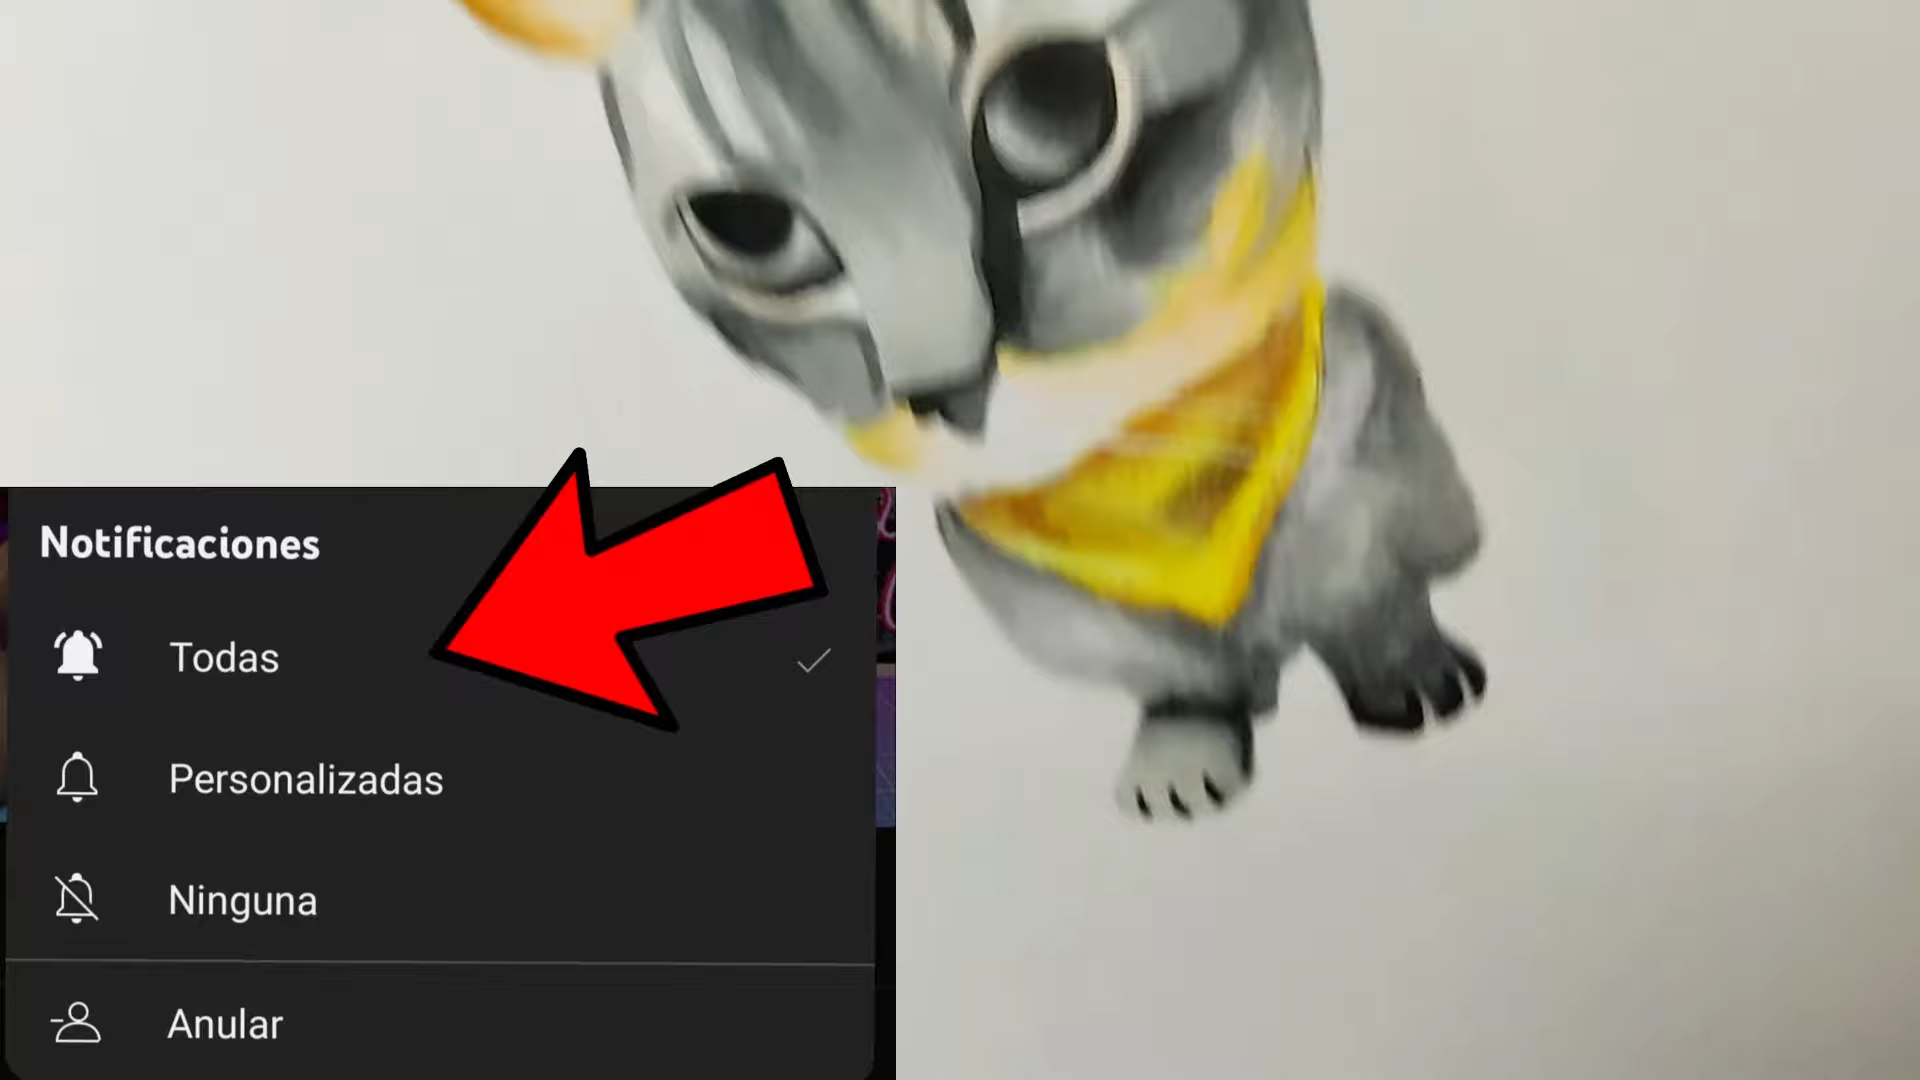 Notificaciones
Todas
Personalizadas
Ninguna
Anular